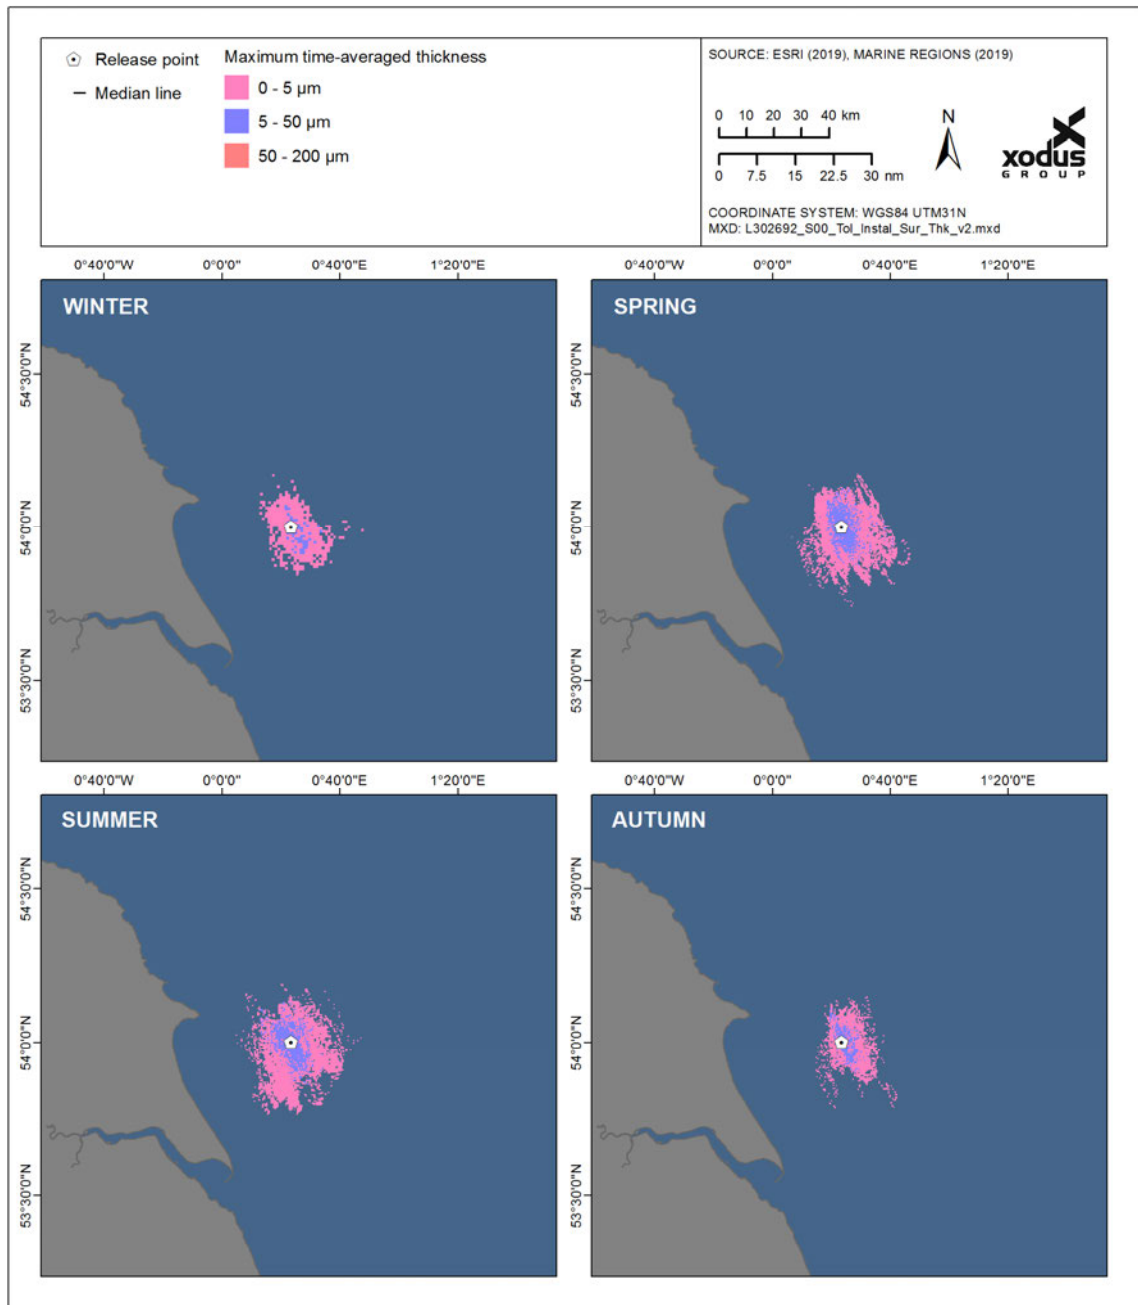 Release point
Median line
Maximum time-averaged thickness
0 - 5 µm
5 - 50 µm
50 - 200 µm
SOURCE: ESRI (2019), MARINE REGIONS (2019)
0 10 20 30 40 km
0 7.5 15 22.5 30 nm
N
xodus
GROUP
COORDINATE SYSTEM: WGS84 UTM31N
MXD: L302692_S00_Tol_Instal_Sur_Thk_v2.mxd
0°40'0"W 0°0'0" 0°40'0"E 1°20'0"E
WINTER
54°30'0"N
54°0'0"N
53°30'0"N
0°40'0"W 0°0'0" 0°40'0"E 1°20'0"E
SPRING
54°30'0"N
54°0'0"N
53°30'0"N
0°40'0"W 0°0'0" 0°40'0"E 1°20'0"E
SUMMER
54°30'0"N
54°0'0"N
53°30'0"N
0°40'0"W 0°0'0" 0°40'0"E 1°20'0"E
AUTUMN
54°30'0"N
54°0'0"N
53°30'0"N